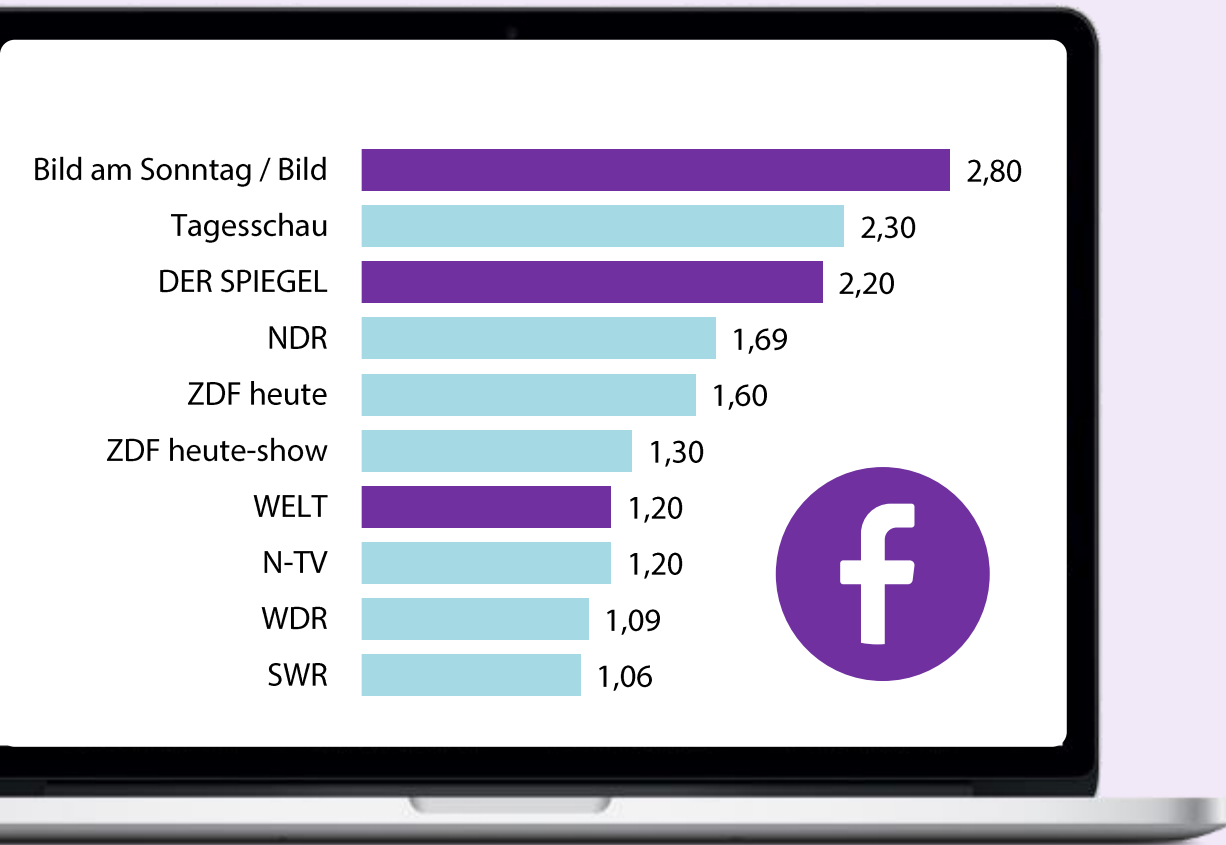 Bild am Sonntag / Bild 2,80
Tagesschau 2,30
DER SPIEGEL 2,20
NDR 1,69
ZDF heute 1,60
ZDF heute-show 1,30
WELT 1,20
N-TV 1,20
WDR 1,09
SWR 1,06